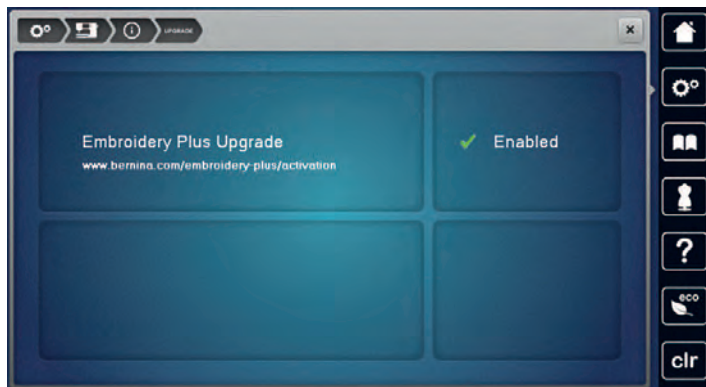 UPGRADE
Embroidery Plus Upgrade
www.bernina.com/embroidery-plus/activation
✓ Enabled
?
eco
clr